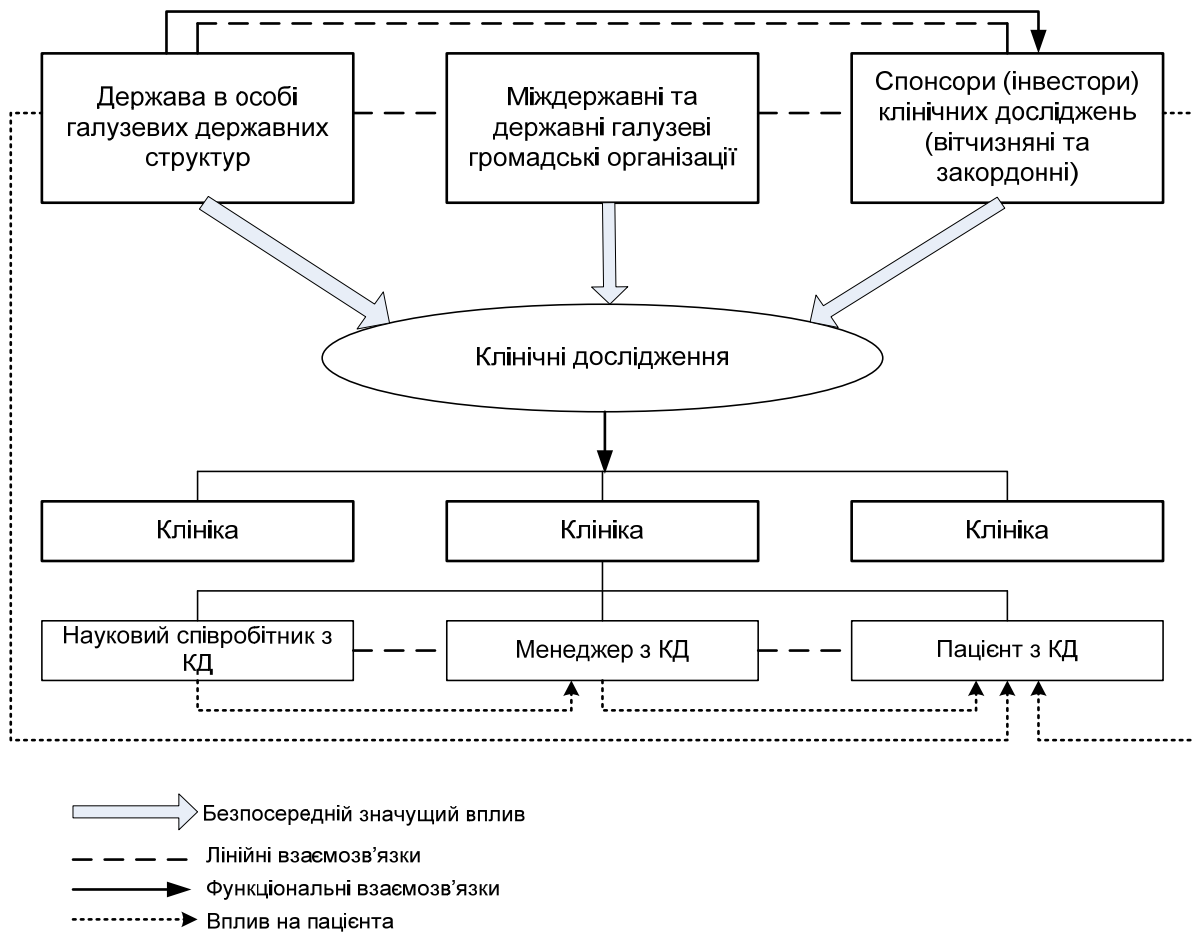 Держава в особі
галузевих державних
структур
Міждержавні та
державні галузеві
громадські організації
Спонсори (інвестори)
клінічних досліджень
(вітчизняні та
закордонні)
Клінічні дослідження
Клініка
Клініка
Клініка
Науковий співробітник з
КД
Менеджер з КД
Пацієнт з КД
Безпосередній значущий вплив
Лінійні взаємозв’язки
Функціональні взаємозв’язки
Вплив на пацієнта